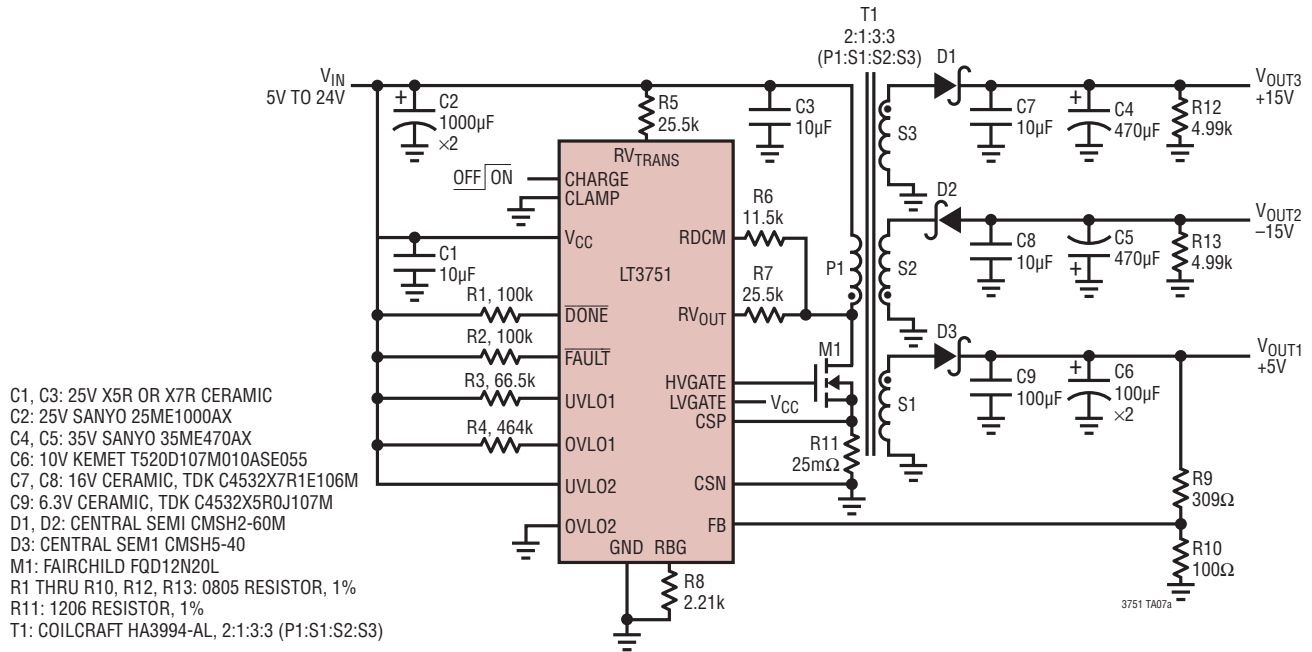 T1
2:1:3:3
(P1:S1:S2:S3)
D1
VIN
5V TO 24V
+
C2
1000µF
×2
R5
25.5k
C3
10µF
S3
C7
10µF
+
C4
470µF
R12
4.99k
VOUT3
+15V
OFF ON
RVTRANS
CHARGE
CLAMP
VCC
LT3751
C1
10µF
R1, 100k
DONE
R2, 100k
FAULT
R3, 66.5k
UVLO1
R4, 464k
OVLO1
UVLO2
OVLO2
GND RBG
R8
2.21k
RDCM
R6
11.5k
R7
25.5k
RVOUT
HVGATE
LVGATE
VCC
CSP
CSN
FB
M1
R11
25mΩ
P1
D2
S2
C8
10µF
C5
470µF
+
R13
4.99k
VOUT2
–15V
D3
S1
C9
100µF
+
C6
100µF
×2
VOUT1
+5V
R9
309Ω
R10
100Ω
3751 TA07a
C1, C3: 25V X5R OR X7R CERAMIC
C2: 25V SANYO 25ME1000AX
C4, C5: 35V SANYO 35ME470AX
C6: 10V KEMET T520D107M010ASE055
C7, C8: 16V CERAMIC, TDK C4532X7R1E106M
C9: 6.3V CERAMIC, TDK C4532X5R0J107M
D1, D2: CENTRAL SEMI CMSH2-60M
D3: CENTRAL SEM1 CMSH5-40
M1: FAIRCHILD FQD12N20L
R1 THRU R10, R12, R13: 0805 RESISTOR, 1%
R11: 1206 RESISTOR, 1%
T1: COILCRAFT HA3994-AL, 2:1:3:3 (P1:S1:S2:S3)